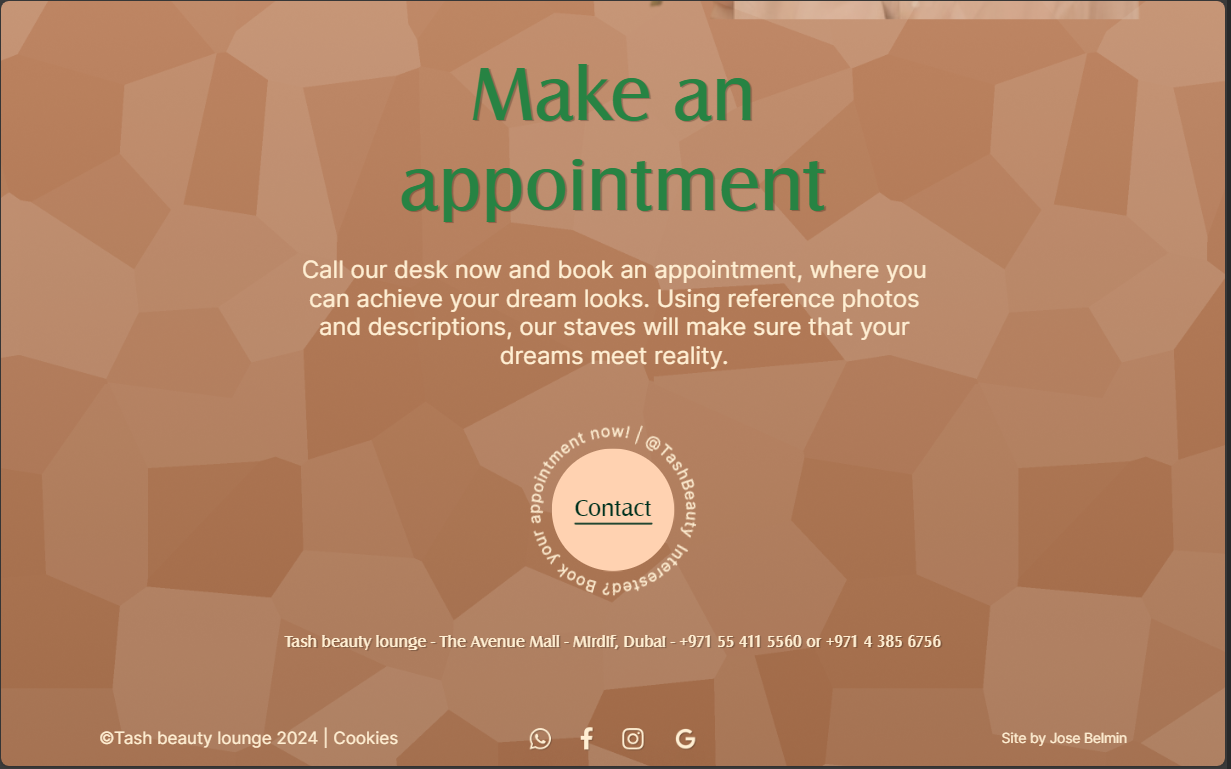 Make an
appointment
Call our desk now and book an appointment, where you
can achieve your dream looks. Using reference photos
and descriptions, our staves will make sure that your
dreams meet reality.
Interested? Book your appointment now! / @TashBeauty
Contact
Tash beauty lounge - The Avenue Mall - Mirdif, Dubai - +971 55 411 5560 or +971 4 385 6756
©Tash beauty lounge 2024 | Cookies
Site by Jose Belmin